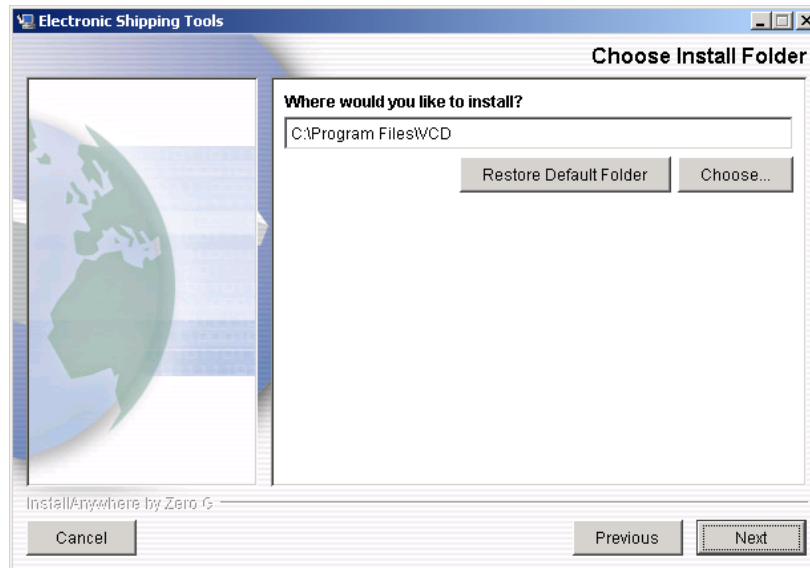 Electronic Shipping Tools
Choose Install Folder
Where would you like to install?
C:\Program Files\VCD
Restore Default Folder
Choose...
InstallAnywhere by Zero G
Cancel
Previous
Next